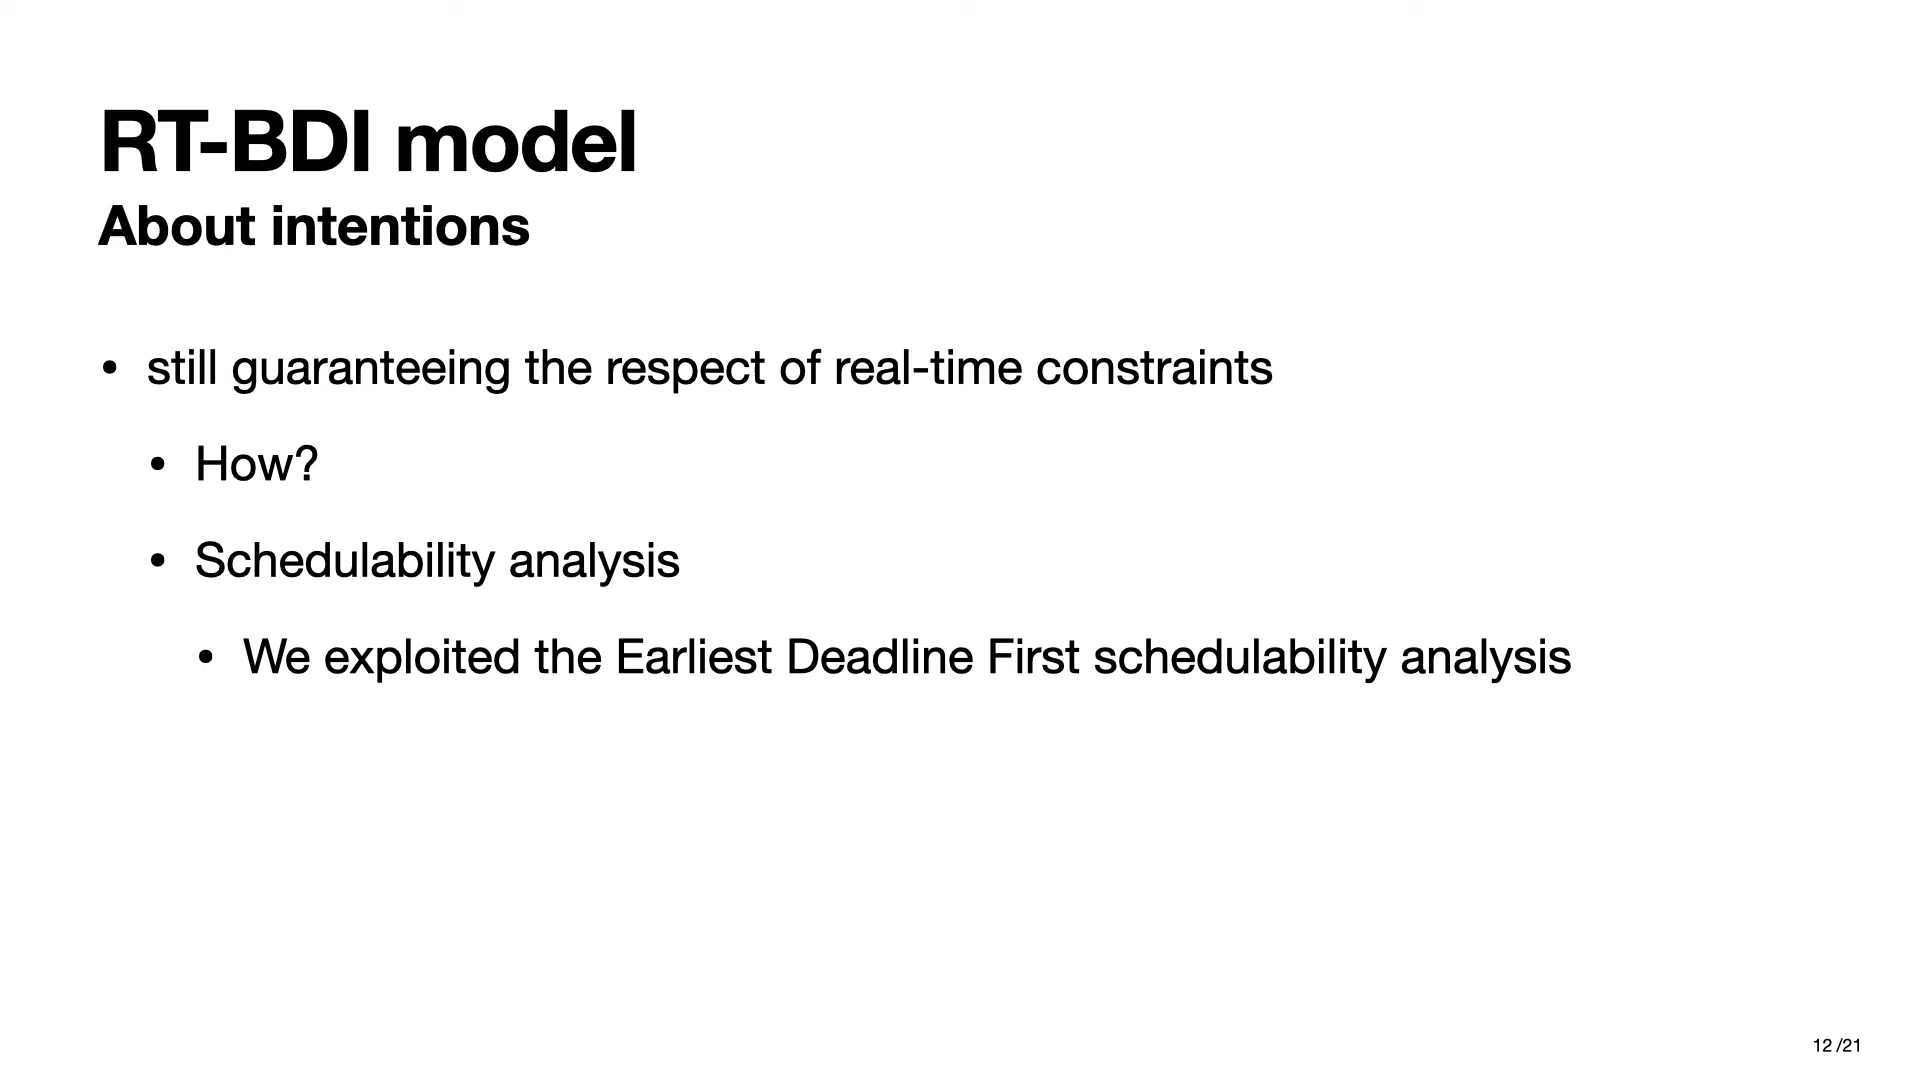 RT-BDI model
About intentions
• still guaranteeing the respect of real-time constraints
• How?
• Schedulability analysis
• We exploited the Earliest Deadline First schedulability analysis
12 /21